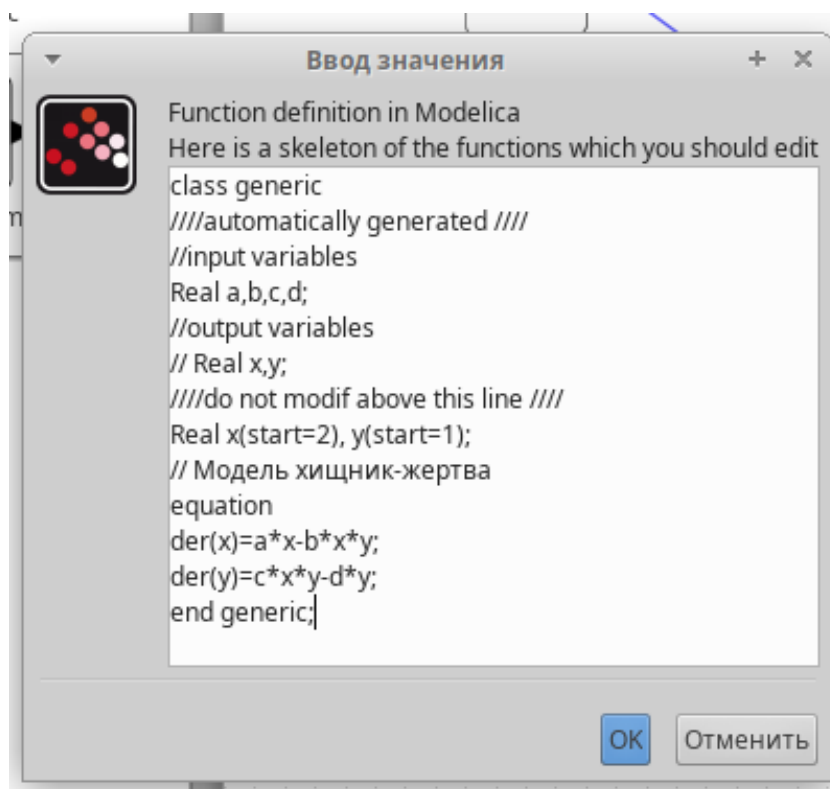 Ввод значения
Function definition in Modelica
Here is a skeleton of the functions which you should edit
class generic
////automatically generated ////
//input variables
Real a,b,c,d;
//output variables
// Real x,y;
////do not modif above this line ////
Real x(start=2), y(start=1);
// Модель хищник-жертва
equation
der(x)=a*x-b*x*y;
der(y)=c*x*y-d*y;
end generic;
OK
Отменить